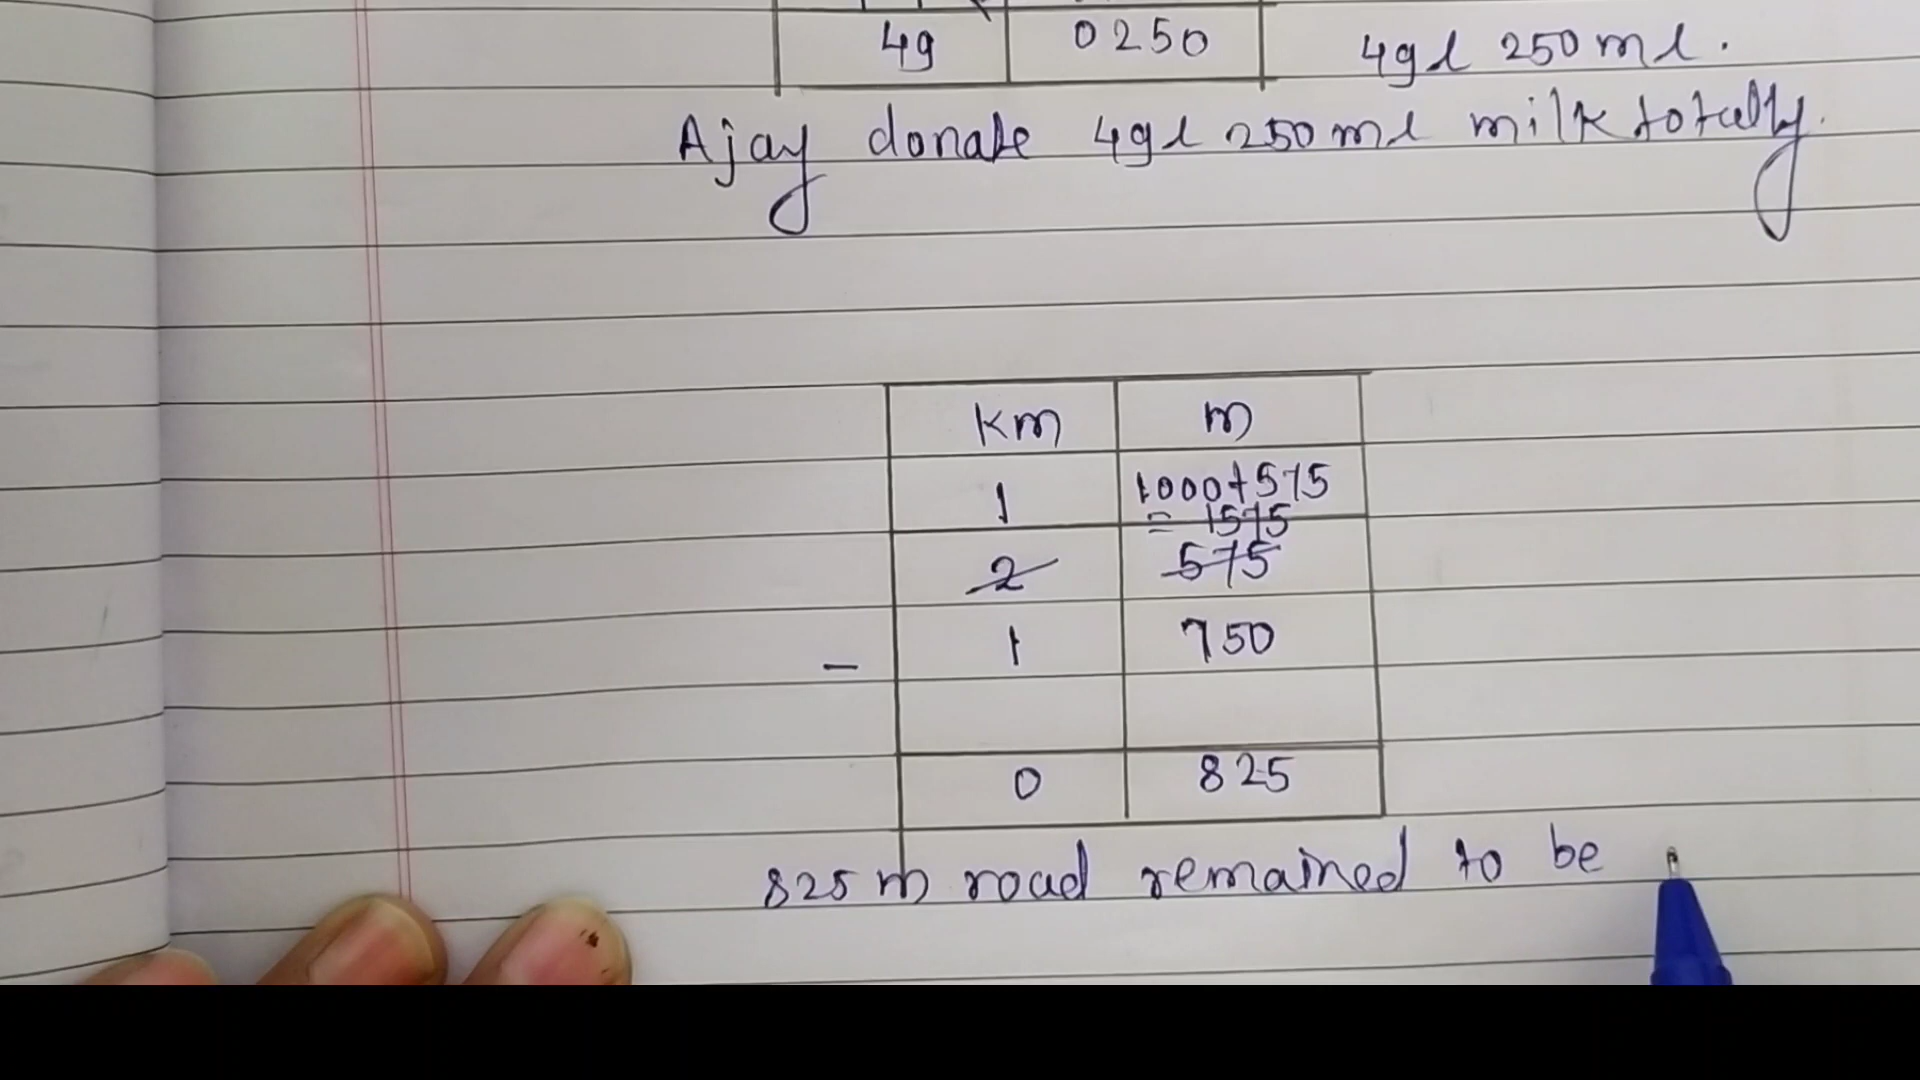 49 0250 49l 250ml.
Ajay donate 49l 250ml milk totally.
km m
1 1000+575
= 1575
2 575
- 1 750
0 825
825 m road remained to be